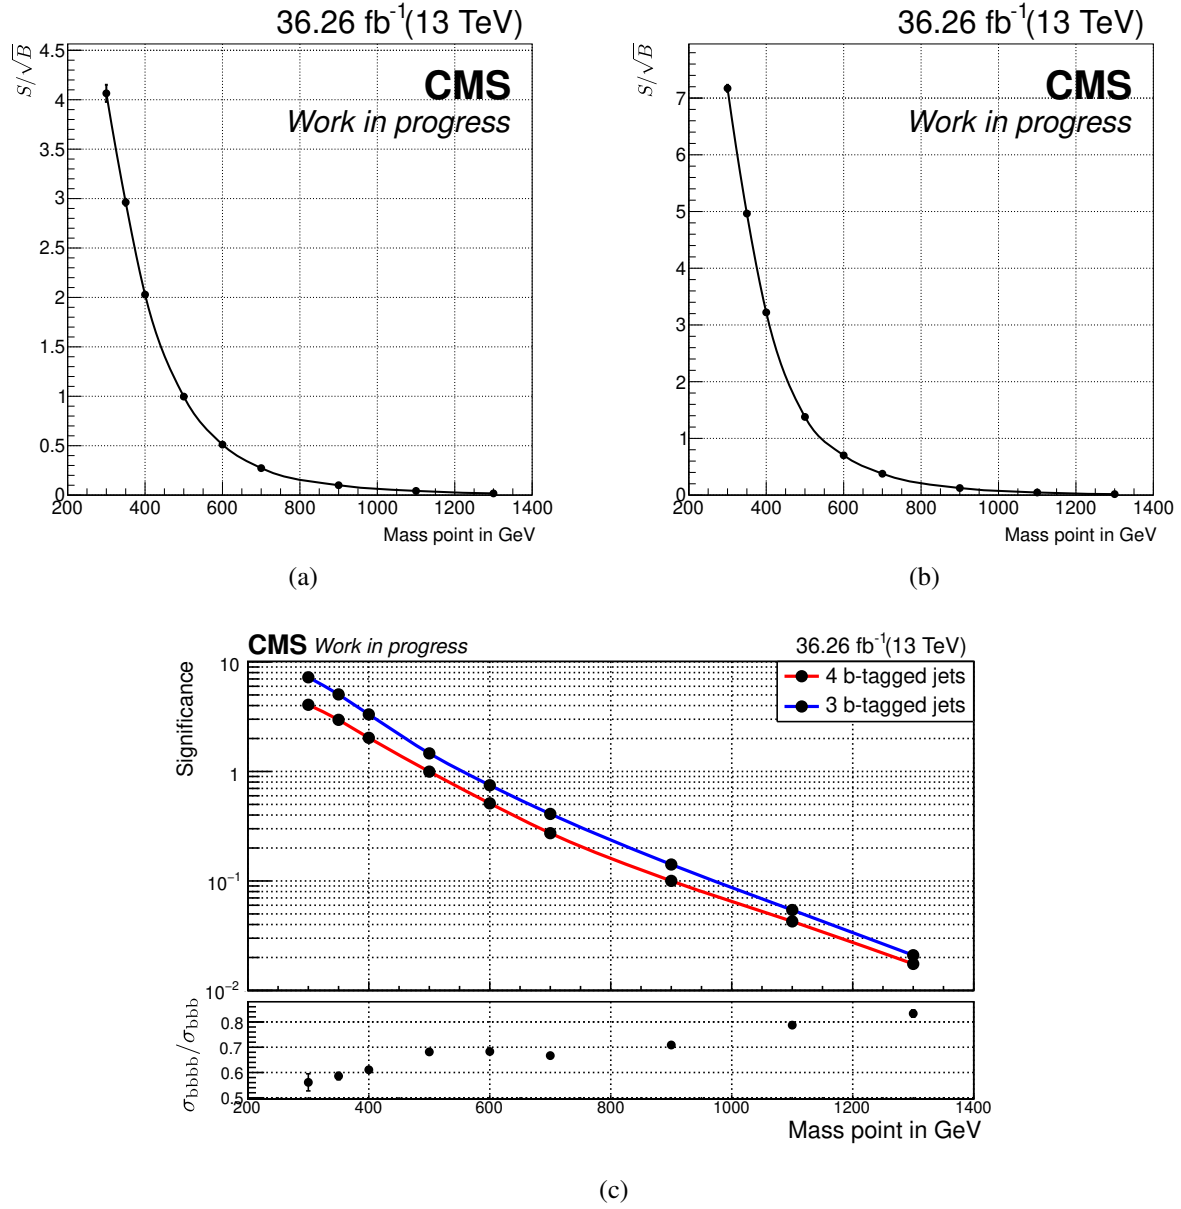 36.26 fb⁻¹(13 TeV)
S/√B
CMS
Work in progress
4.5
4
3.5
3
2.5
2
1.5
1
0.5
0
200 400 600 800 1000 1200 1400
Mass point in GeV
(a)
36.26 fb⁻¹(13 TeV)
S/√B
CMS
Work in progress
7
6
5
4
3
2
1
0
200 400 600 800 1000 1200 1400
Mass point in GeV
(b)
CMS Work in progress 36.26 fb⁻¹(13 TeV)
Significance
10
1
10⁻¹
10⁻²
4 b-tagged jets
3 b-tagged jets
σbbbb/σbbb
0.8
0.7
0.6
0.5
200 400 600 800 1000 1200 1400
Mass point in GeV
(c)